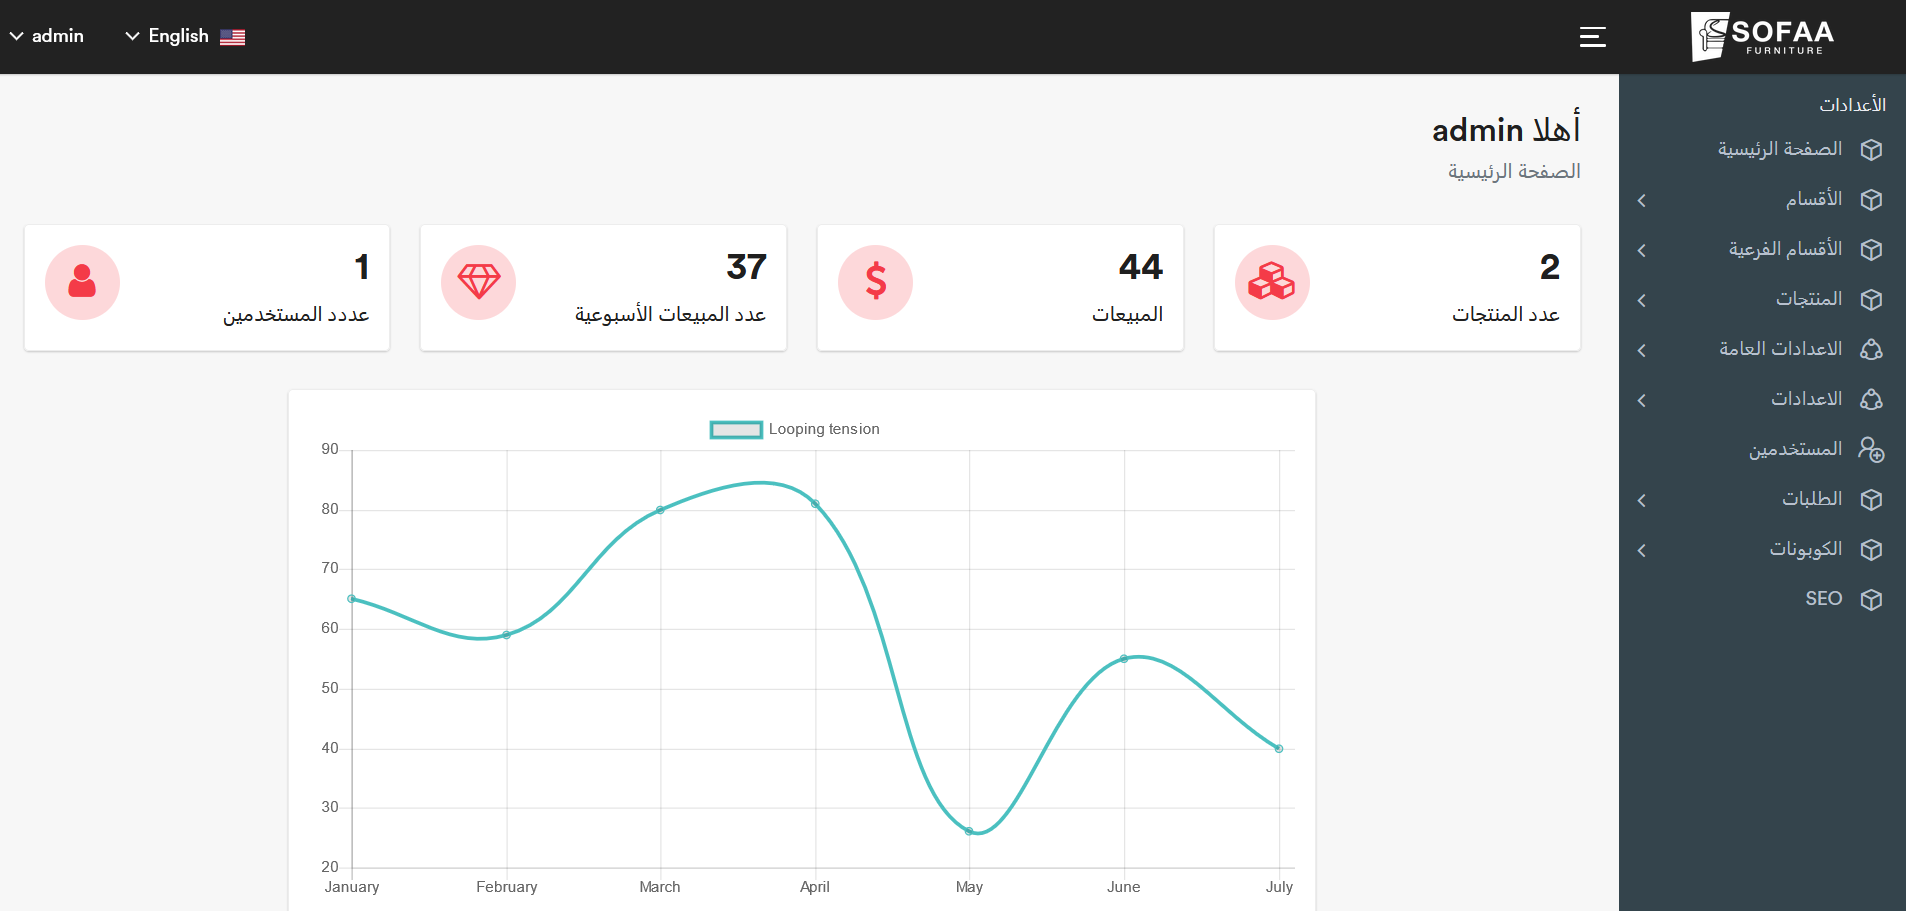 SOFAA
FURNITURE
English
admin
الأعدادات
الصفحة الرئيسية
الأقسام
الأقسام الفرعية
المنتجات
الاعدادات العامة
الاعدادات
المستخدمين
الطلبات
الكوبونات
SEO
أهلا admin
الصفحة الرئيسية
2
عدد المنتجات
44
المبيعات
37
عدد المبيعات الأسبوعية
1
عددد المستخدمين
Looping tension
90
80
70
60
50
40
30
20
January February March April May June July